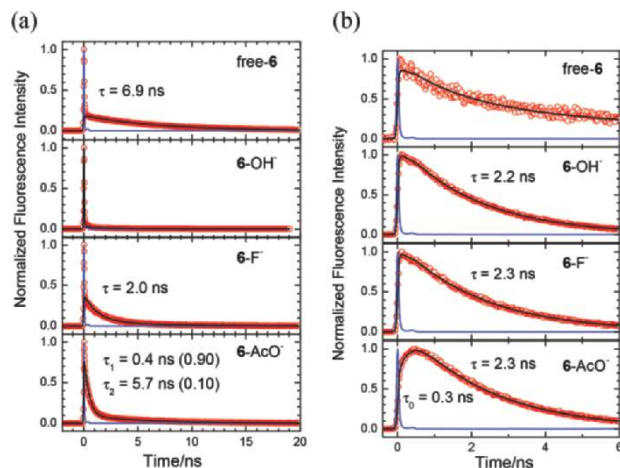 (a)
Normalized Fluorescence Intensity
1.0
0.5
0.0
free-6
τ = 6.9 ns
1.0
0.5
0.0
6-OH⁻
1.0
0.5
0.0
6-F⁻
τ = 2.0 ns
1.0
0.5
0.0
6-AcO⁻
τ₁ = 0.4 ns (0.90)
τ₂ = 5.7 ns (0.10)
0 5 10 15 20
Time/ns
(b)
Normalized Fluorescence Intensity
1.0
0.5
0.0
free-6
1.0
0.5
0.0
6-OH⁻
τ = 2.2 ns
1.0
0.5
0.0
6-F⁻
τ = 2.3 ns
1.0
0.5
0.0
6-AcO⁻
τ = 2.3 ns
τ₀ = 0.3 ns
0 2 4 6
Time/ns